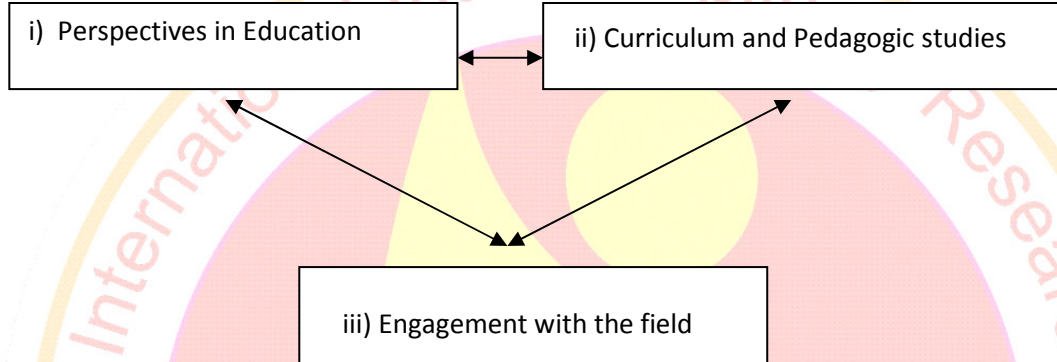 i) Perspectives in Education
ii) Curriculum and Pedagogic studies
iii) Engagement with the field